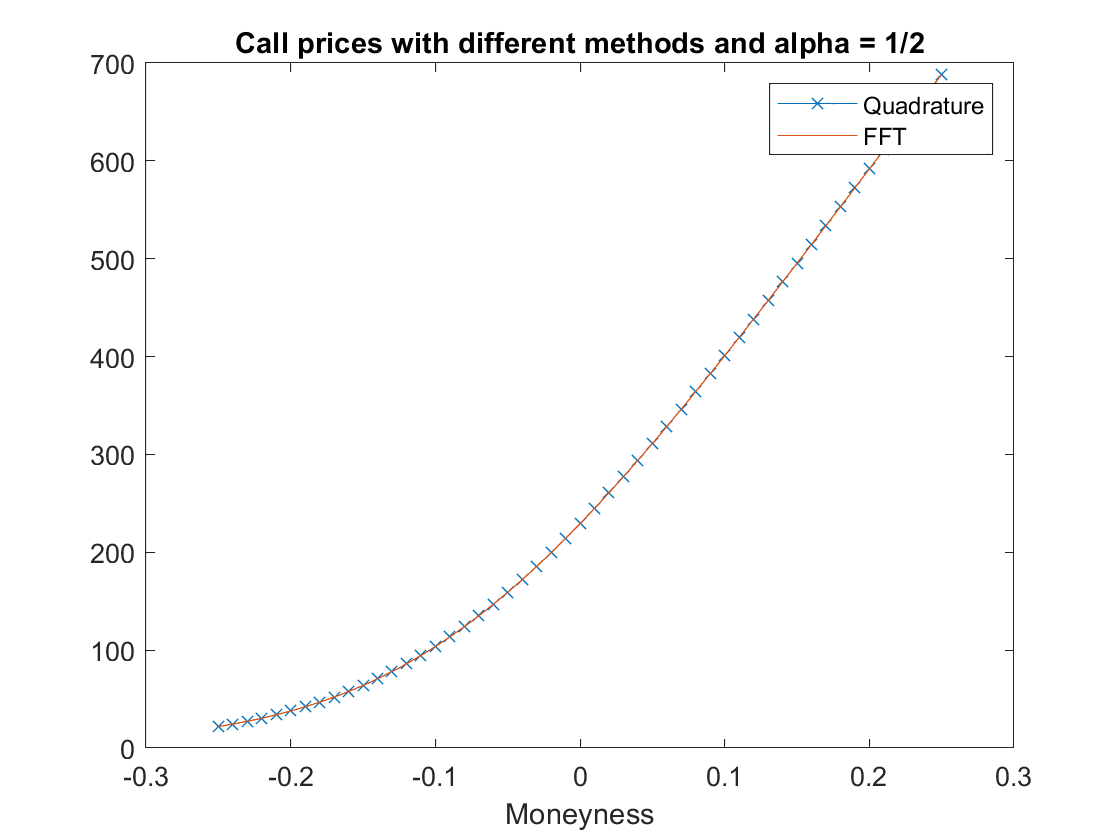 Call prices with different methods and alpha = 1/2
700
600
500
400
300
200
100
0
Quadrature
FFT
-0.3 -0.2 -0.1 0 0.1 0.2 0.3
Moneyness